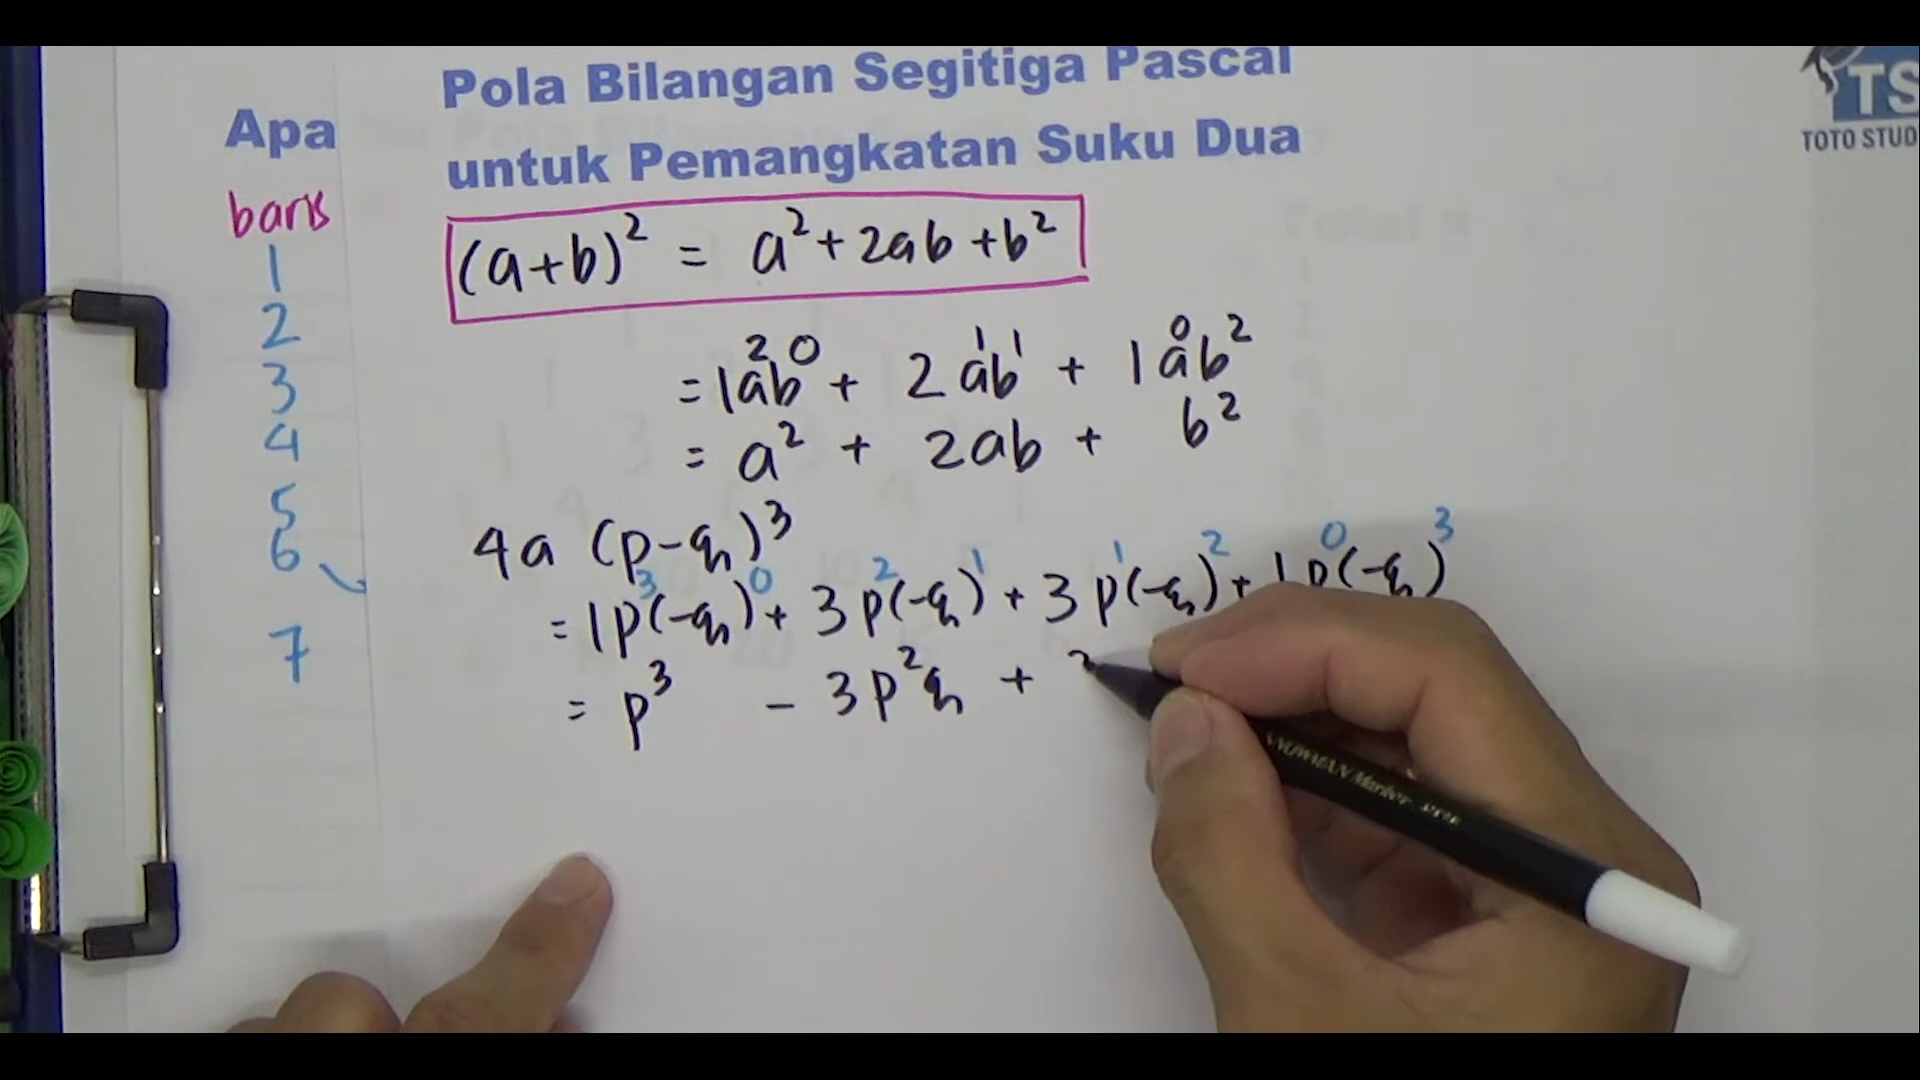 Pola Bilangan Segitiga Pascal
untuk Pemangkatan Suku Dua
Apa
baris
1
2
3
4
5
6
7
(a+b)² = a²+2ab+b²
= 1a²b⁰ + 2a¹b¹ + 1a⁰b²
= a² + 2ab + b²
4a (p-q)³
= 1p³(-q)⁰ + 3p²(-q)¹ + 3p¹(-q)² + 1p⁰(-q)³
= p³ - 3p²q +
TS
TOTO STUD